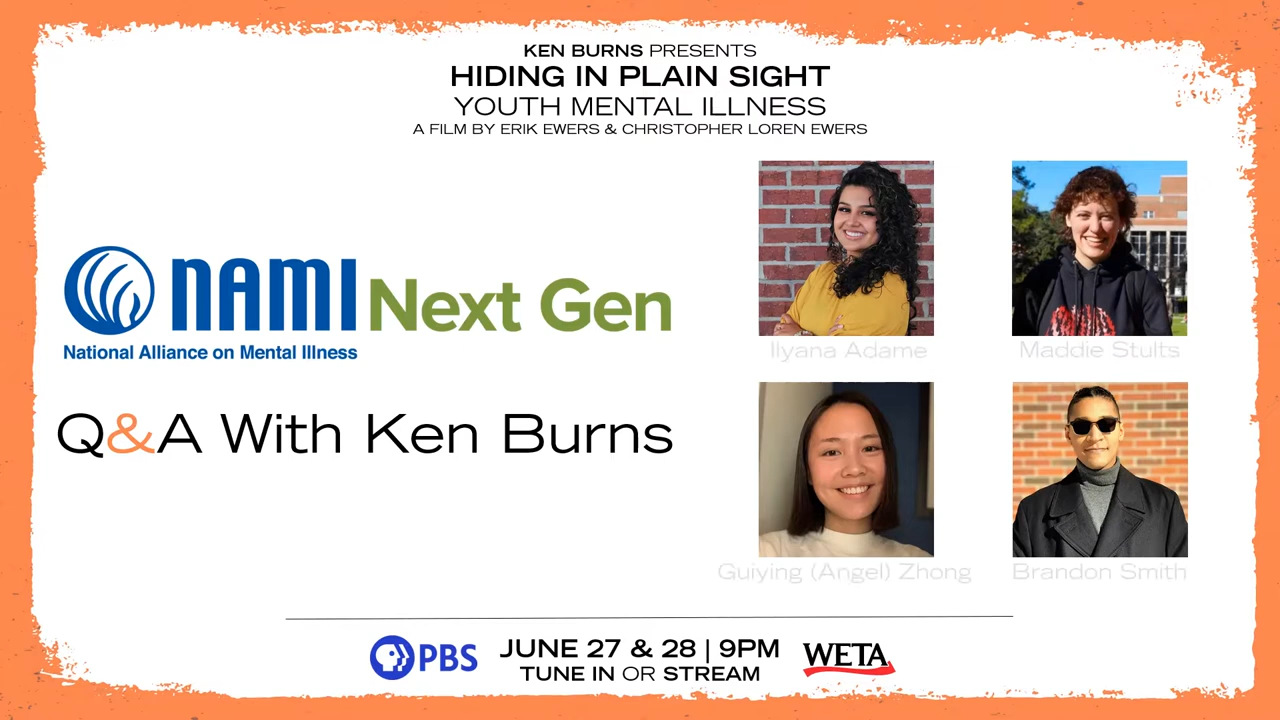 KEN BURNS PRESENTS
HIDING IN PLAIN SIGHT
YOUTH MENTAL ILLNESS
A FILM BY ERIK EWERS & CHRISTOPHER LOREN EWERS
NAMI Next Gen
National Alliance on Mental Illness
Q&A With Ken Burns
Ilyana Adame
Maddie Stults
Guiying (Angel) Zhong
Brandon Smith
PBS
JUNE 27 & 28 | 9PM
TUNE IN OR STREAM
WETA